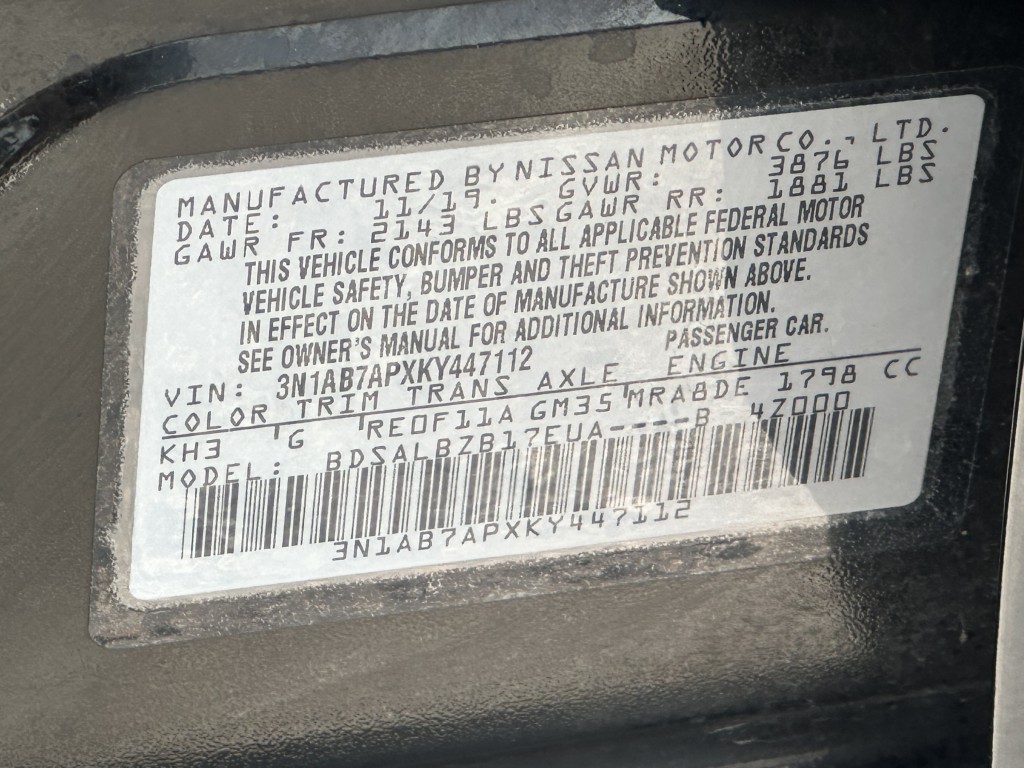 MANUFACTURED BY NISSAN MOTOR CO., LTD.
DATE: 11/19. GVWR: 3876 LBS
GAWR FR: 2143 LBS GAWR RR: 1881 LBS
THIS VEHICLE CONFORMS TO ALL APPLICABLE FEDERAL MOTOR
VEHICLE SAFETY, BUMPER AND THEFT PREVENTION STANDARDS
IN EFFECT ON THE DATE OF MANUFACTURE SHOWN ABOVE.
SEE OWNER'S MANUAL FOR ADDITIONAL INFORMATION.
VIN: 3N1AB7APXKY447112 PASSENGER CAR.
COLOR TRIM TRANS AXLE ENGINE
KH3 'G 'RE0F11A GM35 'MRA8DE 1798 CC
MODEL: BDSALBZB17EUA----B 4Z000
3N1AB7APXKY447112